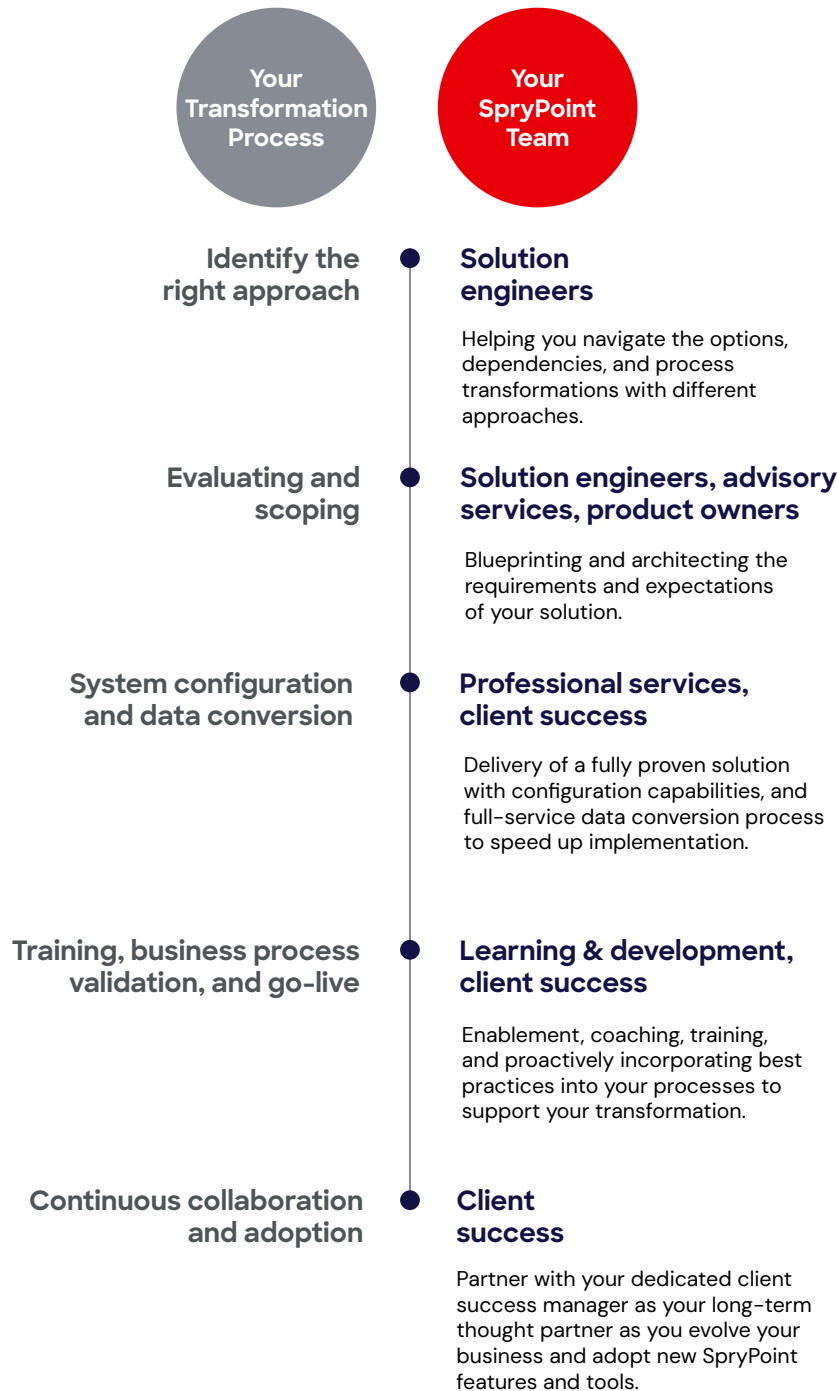 Your
Transformation
Process
Your
SpryPoint
Team
Identify the
right approach
Solution
engineers
Helping you navigate the options,
dependencies, and process
transformations with different
approaches.
Evaluating and
scoping
Solution engineers, advisory
services, product owners
Blueprinting and architecting the
requirements and expectations
of your solution.
System configuration
and data conversion
Professional services,
client success
Delivery of a fully proven solution
with configuration capabilities, and
full-service data conversion process
to speed up implementation.
Training, business process
validation, and go-live
Learning & development,
client success
Enablement, coaching, training,
and proactively incorporating best
practices into your processes to
support your transformation.
Continuous collaboration
and adoption
Client
success
Partner with your dedicated client
success manager as your long-term
thought partner as you evolve your
business and adopt new SpryPoint
features and tools.